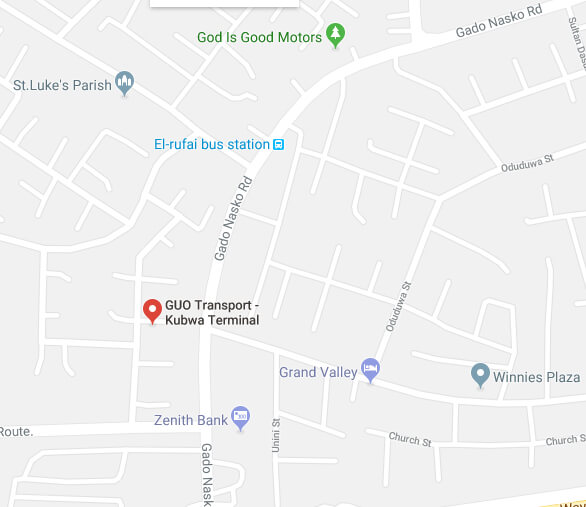 Gado Nasko Rd
Sultan Dasu
God Is Good Motors
St.Luke's Parish
El-rufai bus station
Oduduwa St
Gado Nasko Rd
GUO Transport -
Kubwa Terminal
Oduduwa St
Grand Valley
Winnies Plaza
Zenith Bank
Unini St
Route.
Church St
Church St
Gado Nask